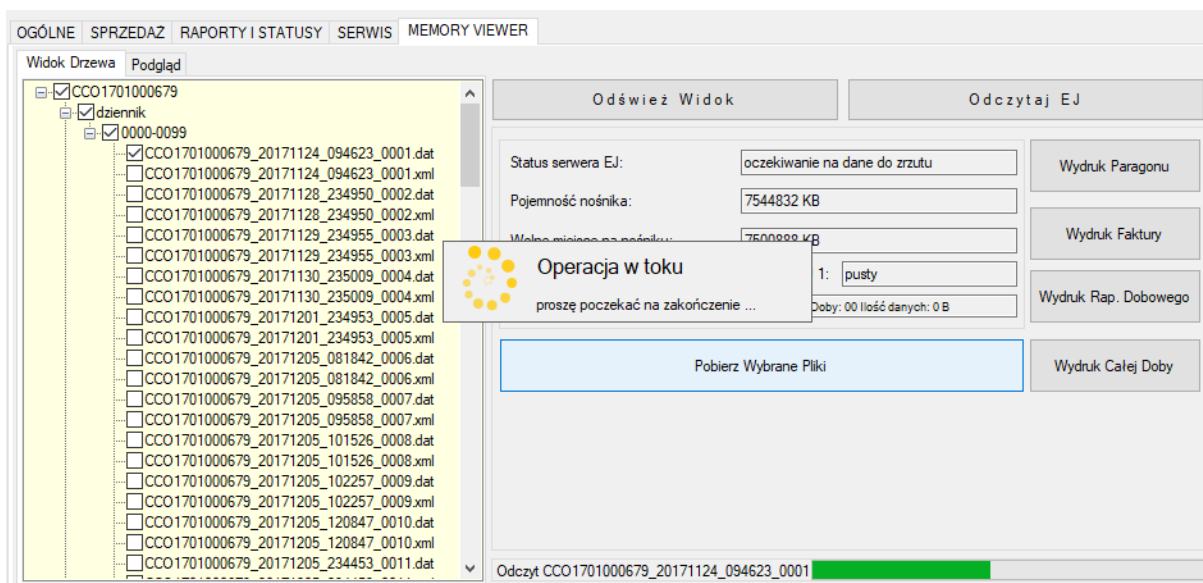 OGÓLNE SPRZEDAŻ RAPORTY I STATUSY SERWIS MEMORY VIEWER
Widok Drzewa Podgląd
CCO1701000679
dziennik
0000-0099
CCO1701000679_20171124_094623_0001.dat
CCO1701000679_20171124_094623_0001.xml
CCO1701000679_20171128_234950_0002.dat
CCO1701000679_20171128_234950_0002.xml
CCO1701000679_20171129_234955_0003.dat
CCO1701000679_20171129_234955_0003.xml
CCO1701000679_20171130_235009_0004.dat
CCO1701000679_20171130_235009_0004.xml
CCO1701000679_20171201_234953_0005.dat
CCO1701000679_20171201_234953_0005.xml
CCO1701000679_20171205_081842_0006.dat
CCO1701000679_20171205_081842_0006.xml
CCO1701000679_20171205_095858_0007.dat
CCO1701000679_20171205_095858_0007.xml
CCO1701000679_20171205_101526_0008.dat
CCO1701000679_20171205_101526_0008.xml
CCO1701000679_20171205_102257_0009.dat
CCO1701000679_20171205_102257_0009.xml
CCO1701000679_20171205_120847_0010.dat
CCO1701000679_20171205_120847_0010.xml
CCO1701000679_20171205_234453_0011.dat
Odśwież Widok
Odczytaj EJ
Status serwera EJ: oczekiwanie na dane do zrzutu
Pojemność nośnika: 7544832 KB
Wolne miejsce na nośniku: 7500888 KB
1: pusty
Doby: 00 Ilość danych: 0 B
Operacja w toku
proszę poczekać na zakończenie ...
Pobierz Wybrane Pliki
Wydruk Paragonu
Wydruk Faktury
Wydruk Rap. Dobowego
Wydruk Całej Doby
Odczyt CCO1701000679_20171124_094623_0001